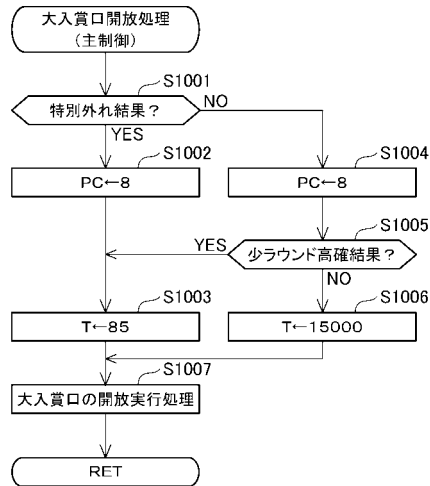 大入賞口開放処理
(主制御)
S1001
特別外れ結果？
NO
YES
S1002
PC←8
S1004
PC←8
S1005
YES
少ラウンド高確結果？
NO
S1003
T←85
S1006
T←15000
S1007
大入賞口の開放実行処理
RET